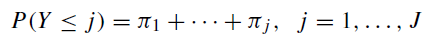 P(Y ≤ j) = π₁ + ··· + πⱼ, j = 1, . . . , J